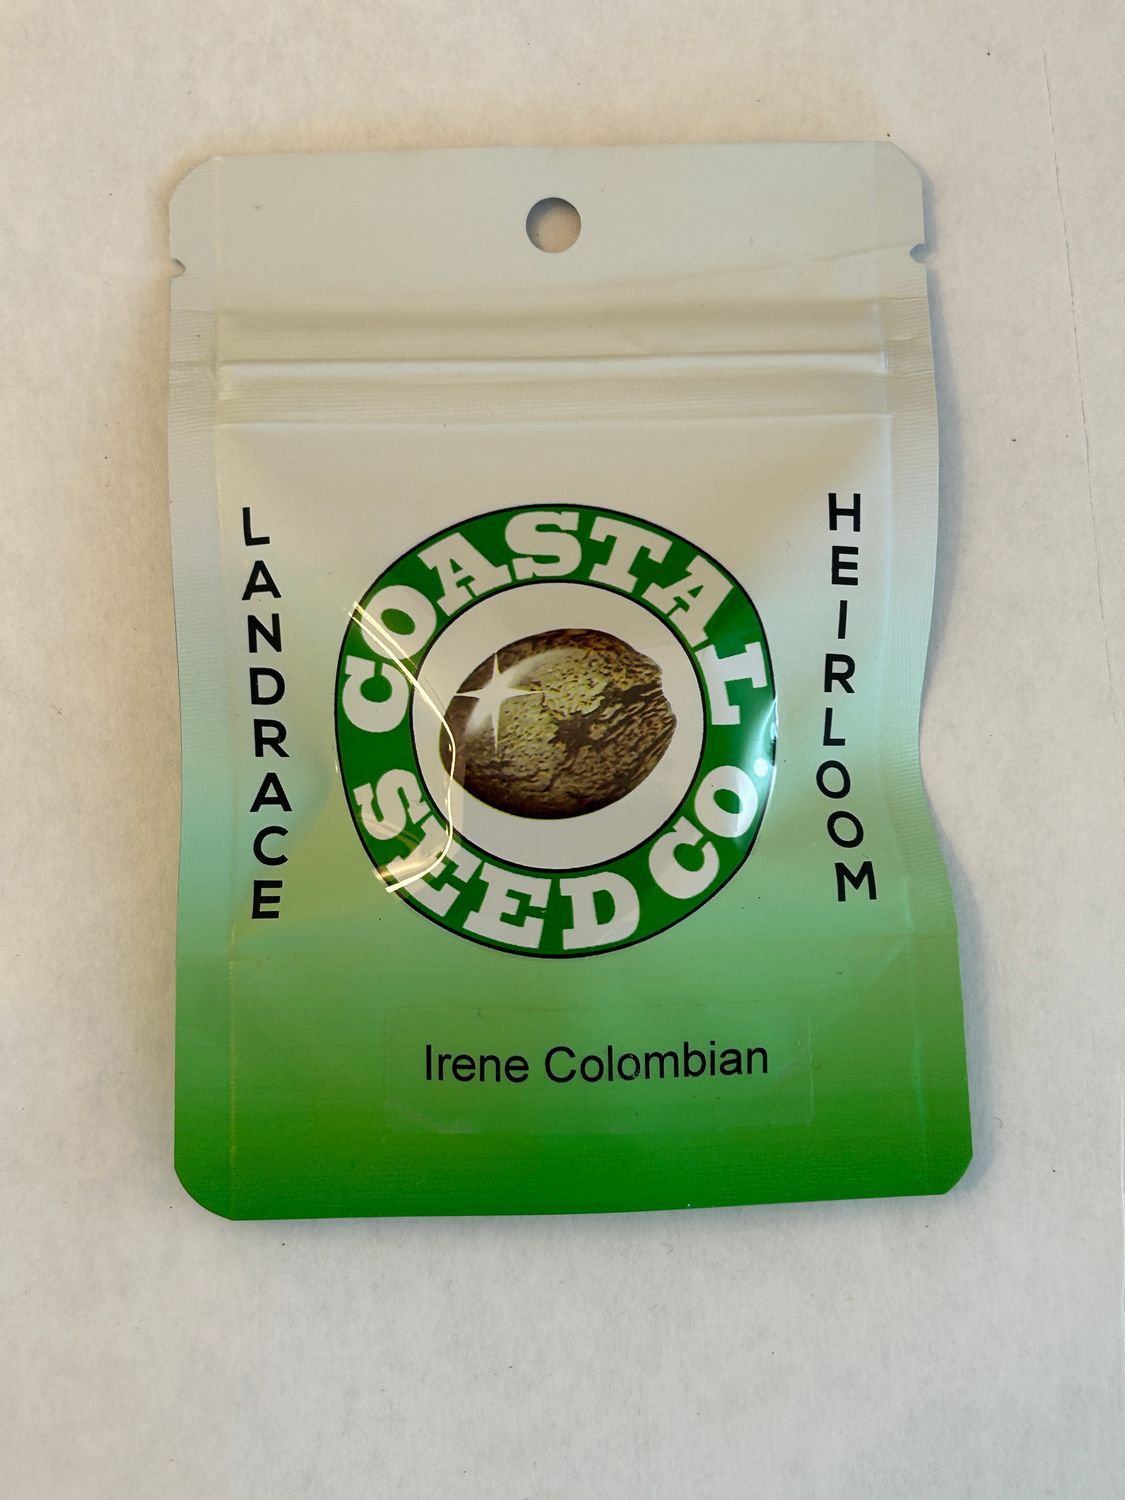 LANDRACE
COASTAL
SEED CO.
HEIRLOOM
Irene Colombian